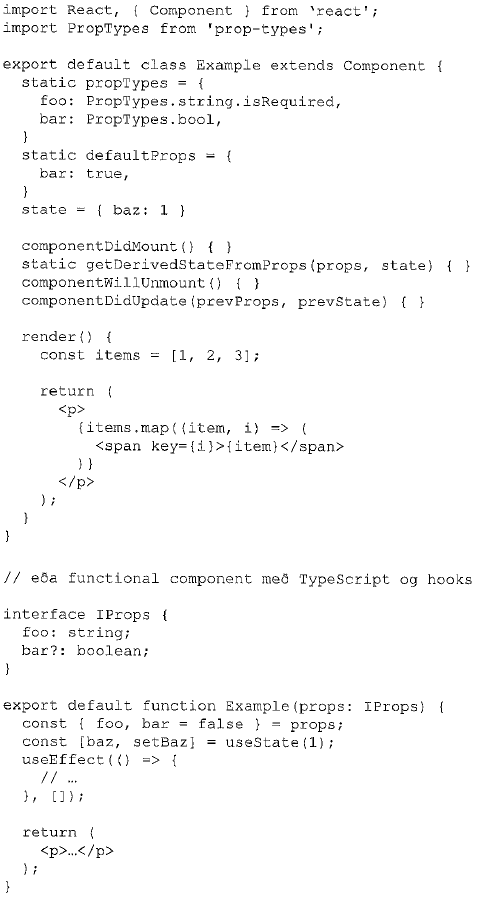 import React, { Component } from 'react';
import PropTypes from 'prop-types';

export default class Example extends Component {
  static propTypes = {
    foo: PropTypes.string.isRequired,
    bar: PropTypes.bool,
  }
  static defaultProps = {
    bar: true,
  }
  state = { baz: 1 }

  componentDidMount() { }
  static getDerivedStateFromProps(props, state) { }
  componentWillUnmount() { }
  componentDidUpdate(prevProps, prevState) { }

  render() {
    const items = [1, 2, 3];

    return (
      <p>
        {items.map((item, i) => (
          <span key={i}>{item}</span>
        ))}
      </p>
    );
  }
}

// eða functional component með TypeScript og hooks

interface IProps {
  foo: string;
  bar?: boolean;
}

export default function Example(props: IProps) {
  const { foo, bar = false } = props;
  const [baz, setBaz] = useState(1);
  useEffect(() => {
    // …
  }, []);

  return (
    <p>…</p>
  );
}